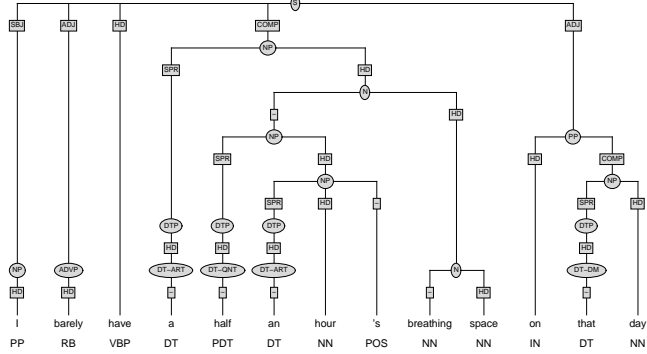 S
SBJ ADJ HD COMP ADJ
NP
SPR HD
N
– HD
NP PP
SPR HD HD COMP
NP NP
SPR HD – SPR HD
DTP DTP DTP DTP
HD HD HD HD
NP ADVP DT–ART DT–QNT DT–ART N DT–DM
HD HD – – – – HD –
I barely have a half an hour 's breathing space on that day
PP RB VBP DT PDT DT NN POS NN NN IN DT NN